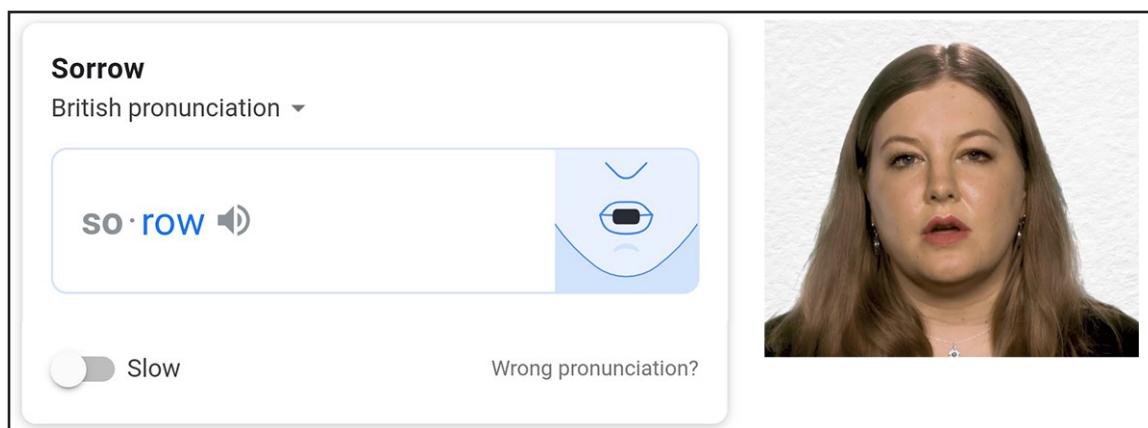 Sorrow
British pronunciation
so · row
Slow
Wrong pronunciation?